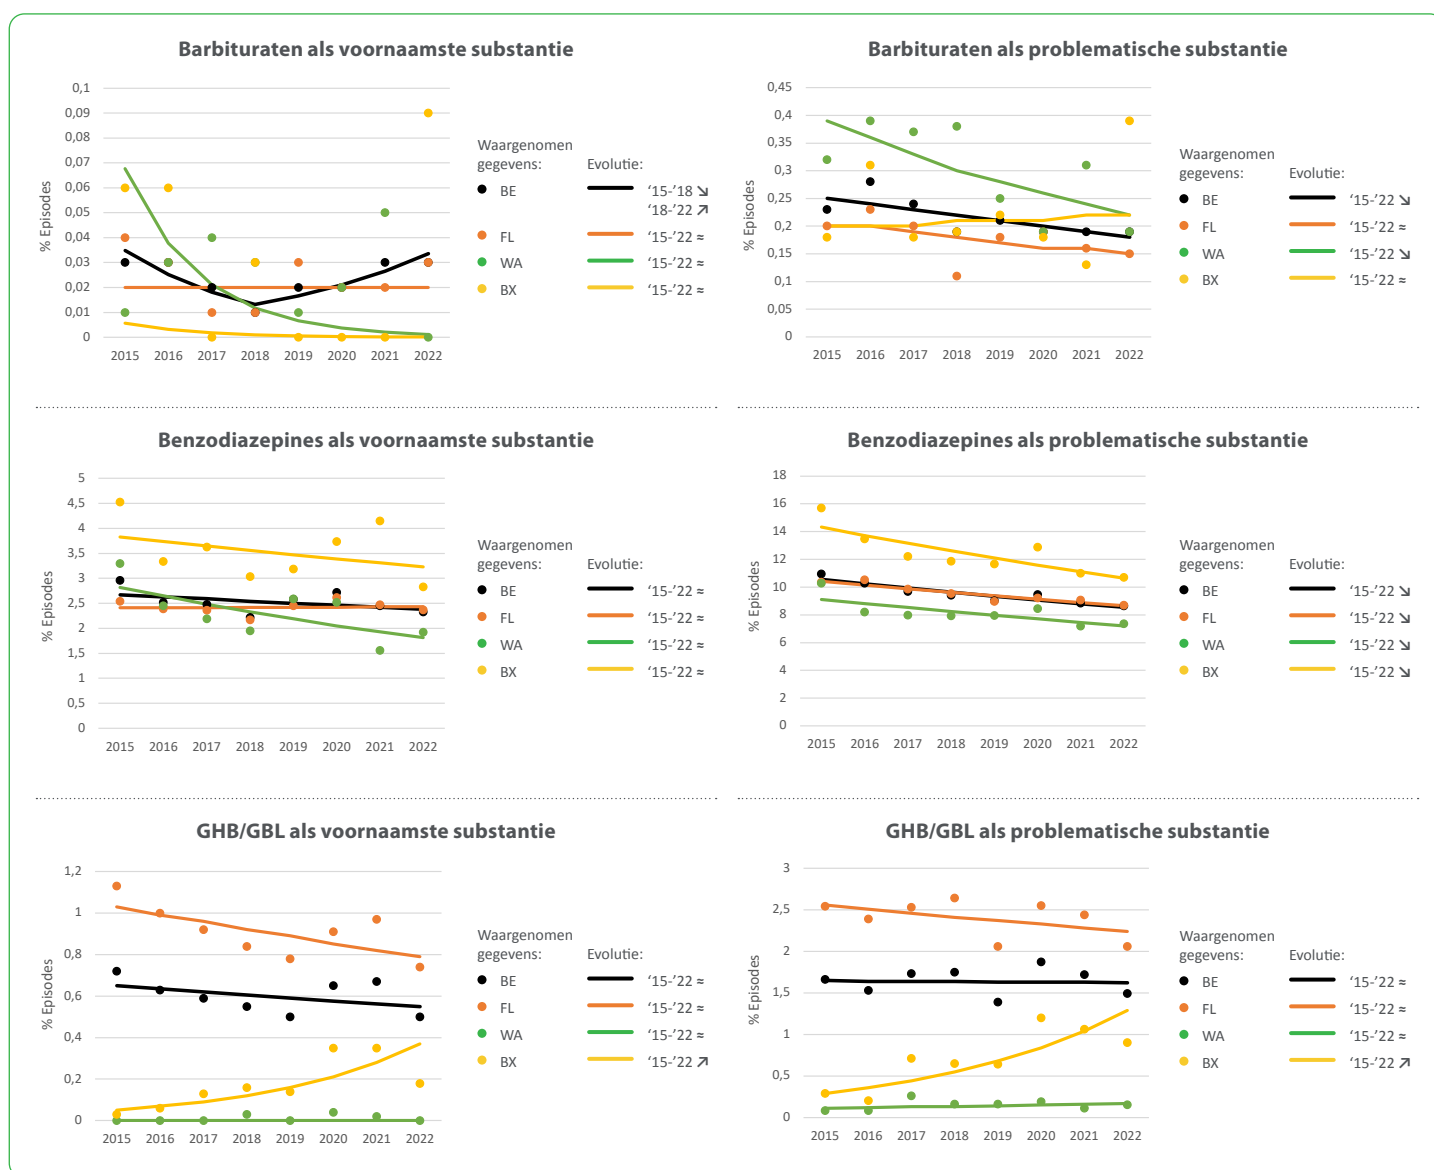 Barbituraten als voornaamste substantie
% Episodes
0,1
0,09
0,08
0,07
0,06
0,05
0,04
0,03
0,02
0,01
0
2015 2016 2017 2018 2019 2020 2021 2022
Waargenomen
gegevens: Evolutie:
BE '15-'18 ↘
'18-'22 ↗
FL '15-'22 ≈
WA '15-'22 ≈
BX '15-'22 ≈
Barbituraten als problematische substantie
% Episodes
0,45
0,4
0,35
0,3
0,25
0,2
0,15
0,1
0,05
0
2015 2016 2017 2018 2019 2020 2021 2022
Waargenomen
gegevens: Evolutie:
BE '15-'22 ↘
FL '15-'22 ≈
WA '15-'22 ↘
BX '15-'22 ≈
Benzodiazepines als voornaamste substantie
% Episodes
5
4,5
4
3,5
3
2,5
2
1,5
1
0,5
0
2015 2016 2017 2018 2019 2020 2021 2022
Waargenomen
gegevens: Evolutie:
BE '15-'22 ≈
FL '15-'22 ≈
WA '15-'22 ≈
BX '15-'22 ≈
Benzodiazepines als problematische substantie
% Episodes
18
16
14
12
10
8
6
4
2
0
2015 2016 2017 2018 2019 2020 2021 2022
Waargenomen
gegevens: Evolutie:
BE '15-'22 ↘
FL '15-'22 ↘
WA '15-'22 ↘
BX '15-'22 ↘
GHB/GBL als voornaamste substantie
% Episodes
1,2
1
0,8
0,6
0,4
0,2
0
2015 2016 2017 2018 2019 2020 2021 2022
Waargenomen
gegevens: Evolutie:
BE '15-'22 ≈
FL '15-'22 ≈
WA '15-'22 ≈
BX '15-'22 ↗
GHB/GBL als problematische substantie
% Episodes
3
2,5
2
1,5
1
0,5
0
2015 2016 2017 2018 2019 2020 2021 2022
Waargenomen
gegevens: Evolutie:
BE '15-'22 ≈
FL '15-'22 ≈
WA '15-'22 ≈
BX '15-'22 ↗